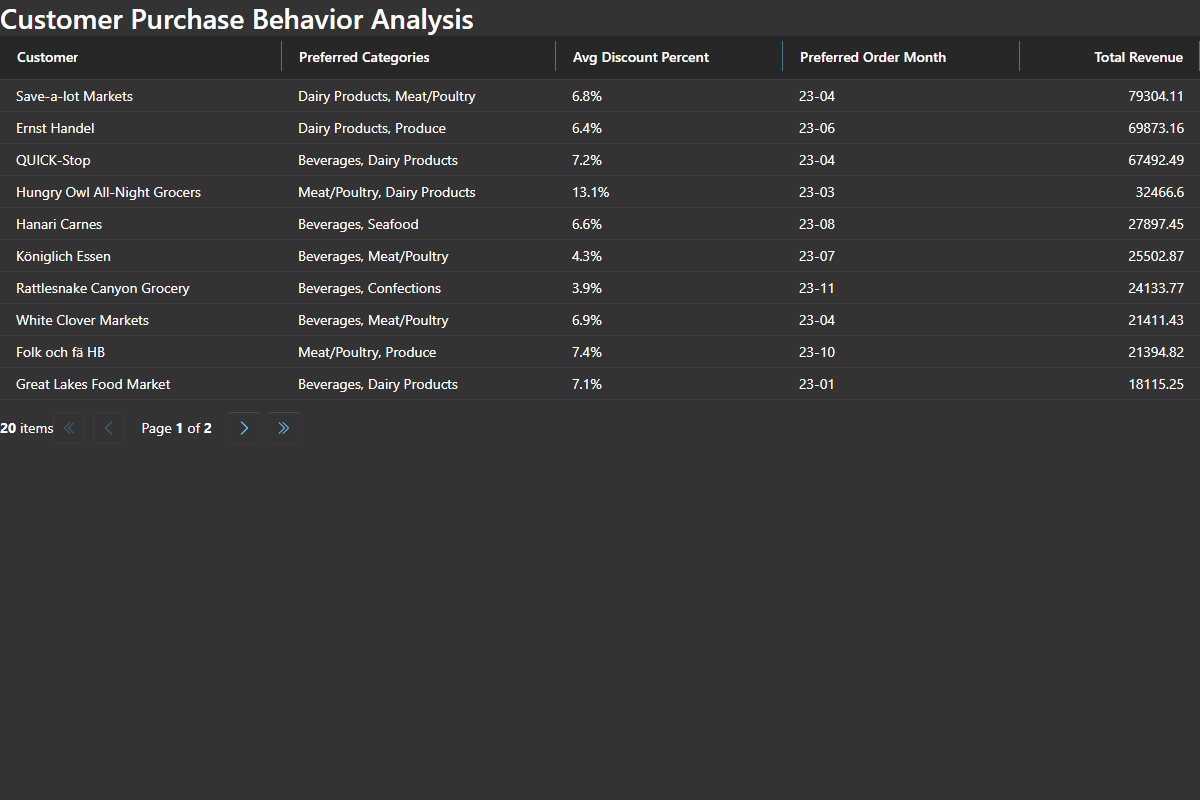 Customer Purchase Behavior Analysis
Customer Preferred Categories Avg Discount Percent Preferred Order Month Total Revenue
Save-a-lot Markets Dairy Products, Meat/Poultry 6.8% 23-04 79304.11
Ernst Handel Dairy Products, Produce 6.4% 23-06 69873.16
QUICK-Stop Beverages, Dairy Products 7.2% 23-04 67492.49
Hungry Owl All-Night Grocers Meat/Poultry, Dairy Products 13.1% 23-03 32466.6
Hanari Carnes Beverages, Seafood 6.6% 23-08 27897.45
Königlich Essen Beverages, Meat/Poultry 4.3% 23-07 25502.87
Rattlesnake Canyon Grocery Beverages, Confections 3.9% 23-11 24133.77
White Clover Markets Beverages, Meat/Poultry 6.9% 23-04 21411.43
Folk och fä HB Meat/Poultry, Produce 7.4% 23-10 21394.82
Great Lakes Food Market Beverages, Dairy Products 7.1% 23-01 18115.25
20 items Page 1 of 2